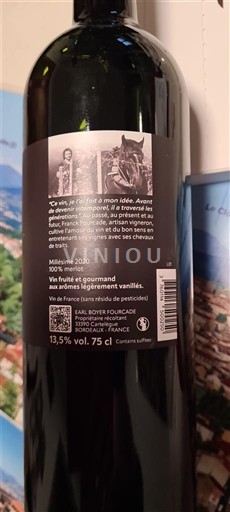 "Ce vin, je l'ai fait à mon idée. Avant
de devenir intemporel, il a traversé les
générations." Au passé, au présent et au
futur, Franck Fourcade, artisan vigneron,
cultive l'amour du vin et du bon sens en
entretenant ses vignes avec ses chevaux
de traits.
VINIOU
Millésime 2020
100% merlot
Vin fruité et gourmand
aux arômes légèrement vanillés.
Vin de France (sans résidu de pesticides)
EARL BOYER FOURCADE
Propriétaire récoltant
33390 Cartelègue
BORDEAUX - FRANCE
13,5% vol. 75 cl Contains sulfites